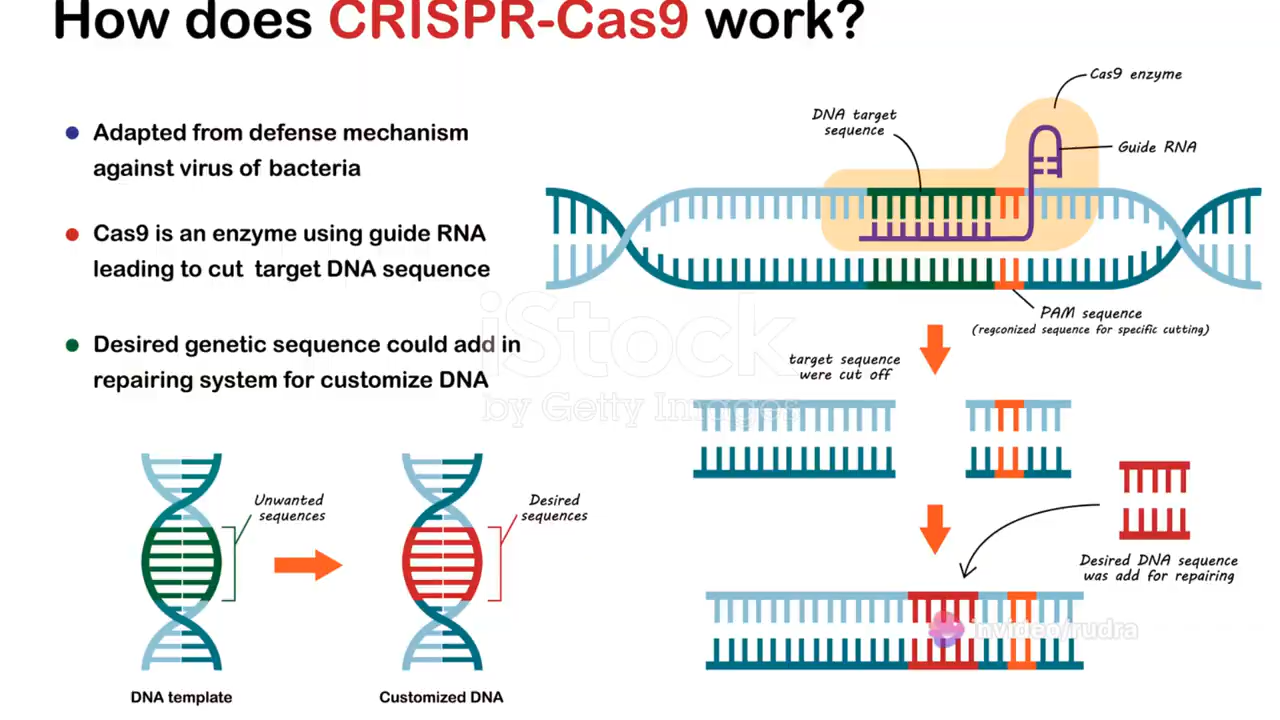 How does CRISPR-Cas9 work?
Adapted from defense mechanism
against virus of bacteria
Cas9 is an enzyme using guide RNA
leading to cut target DNA sequence
Desired genetic sequence could add in
repairing system for customize DNA
Cas9 enzyme
DNA target
sequence
Guide RNA
PAM sequence
(regconized sequence for specific cutting)
target sequence
were cut off
Desired DNA sequence
was add for repairing
Unwanted
sequences
Desired
sequences
DNA template
Customized DNA
iStock
by Getty Images
invideo/rudra